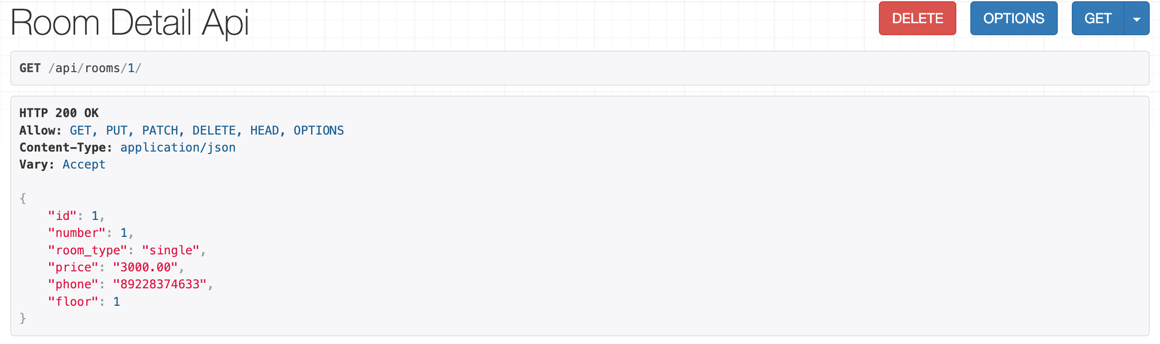 Room Detail Api
DELETE
OPTIONS
GET
GET /api/rooms/1/
HTTP 200 OK
Allow: GET, PUT, PATCH, DELETE, HEAD, OPTIONS
Content-Type: application/json
Vary: Accept
{
"id": 1,
"number": 1,
"room_type": "single",
"price": "3000.00",
"phone": "89228374633",
"floor": 1
}